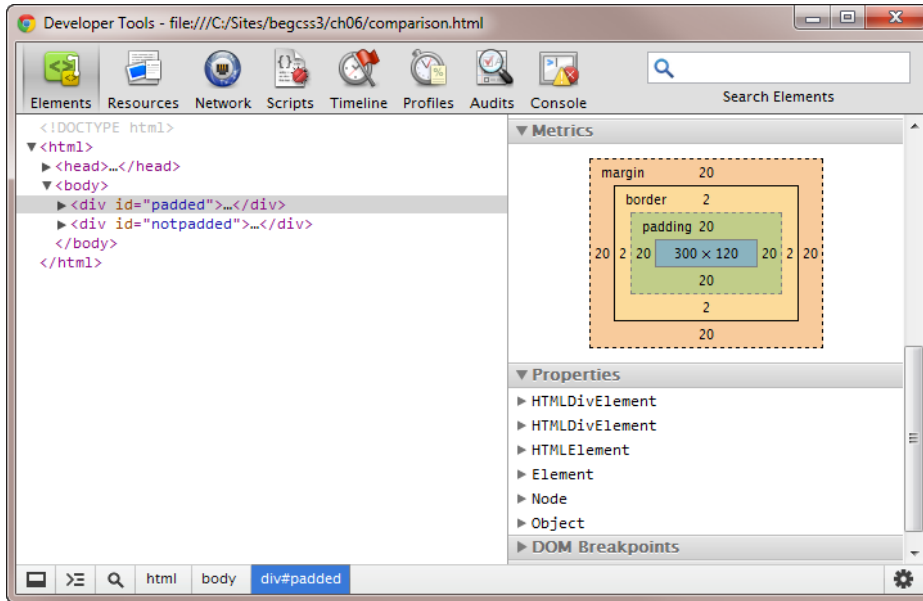 Developer Tools - file:///C:/Sites/begcss3/ch06/comparison.html
Elements Resources Network Scripts Timeline Profiles Audits Console Search Elements
<!DOCTYPE html>
▼<html>
▶<head>…</head>
▼<body>
▶<div id="padded">…</div>
▶<div id="notpadded">…</div>
</body>
</html>
▼ Metrics
margin 20
border 2
padding 20
20 2 20 300 × 120 20 2 20
20
2
20
▼ Properties
▶ HTMLDivElement
▶ HTMLDivElement
▶ HTMLElement
▶ Element
▶ Node
▶ Object
▶ DOM Breakpoints
html body div#padded